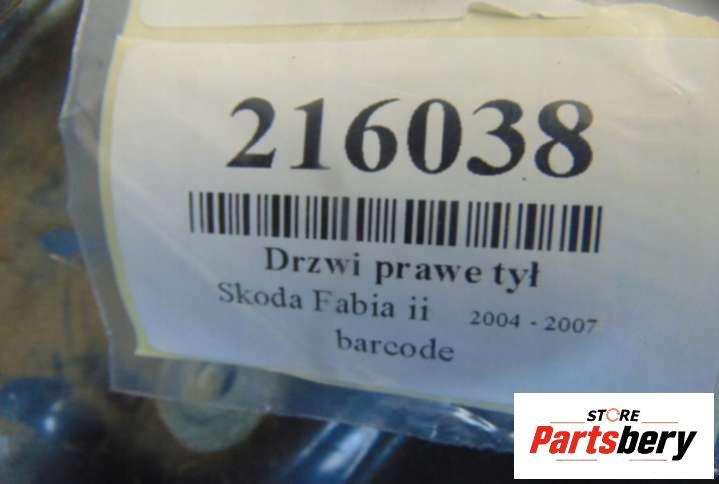 216038
Drzwi prawe tył
Skoda Fabia ii 2004 - 2007
barcode
STORE
Partsbery